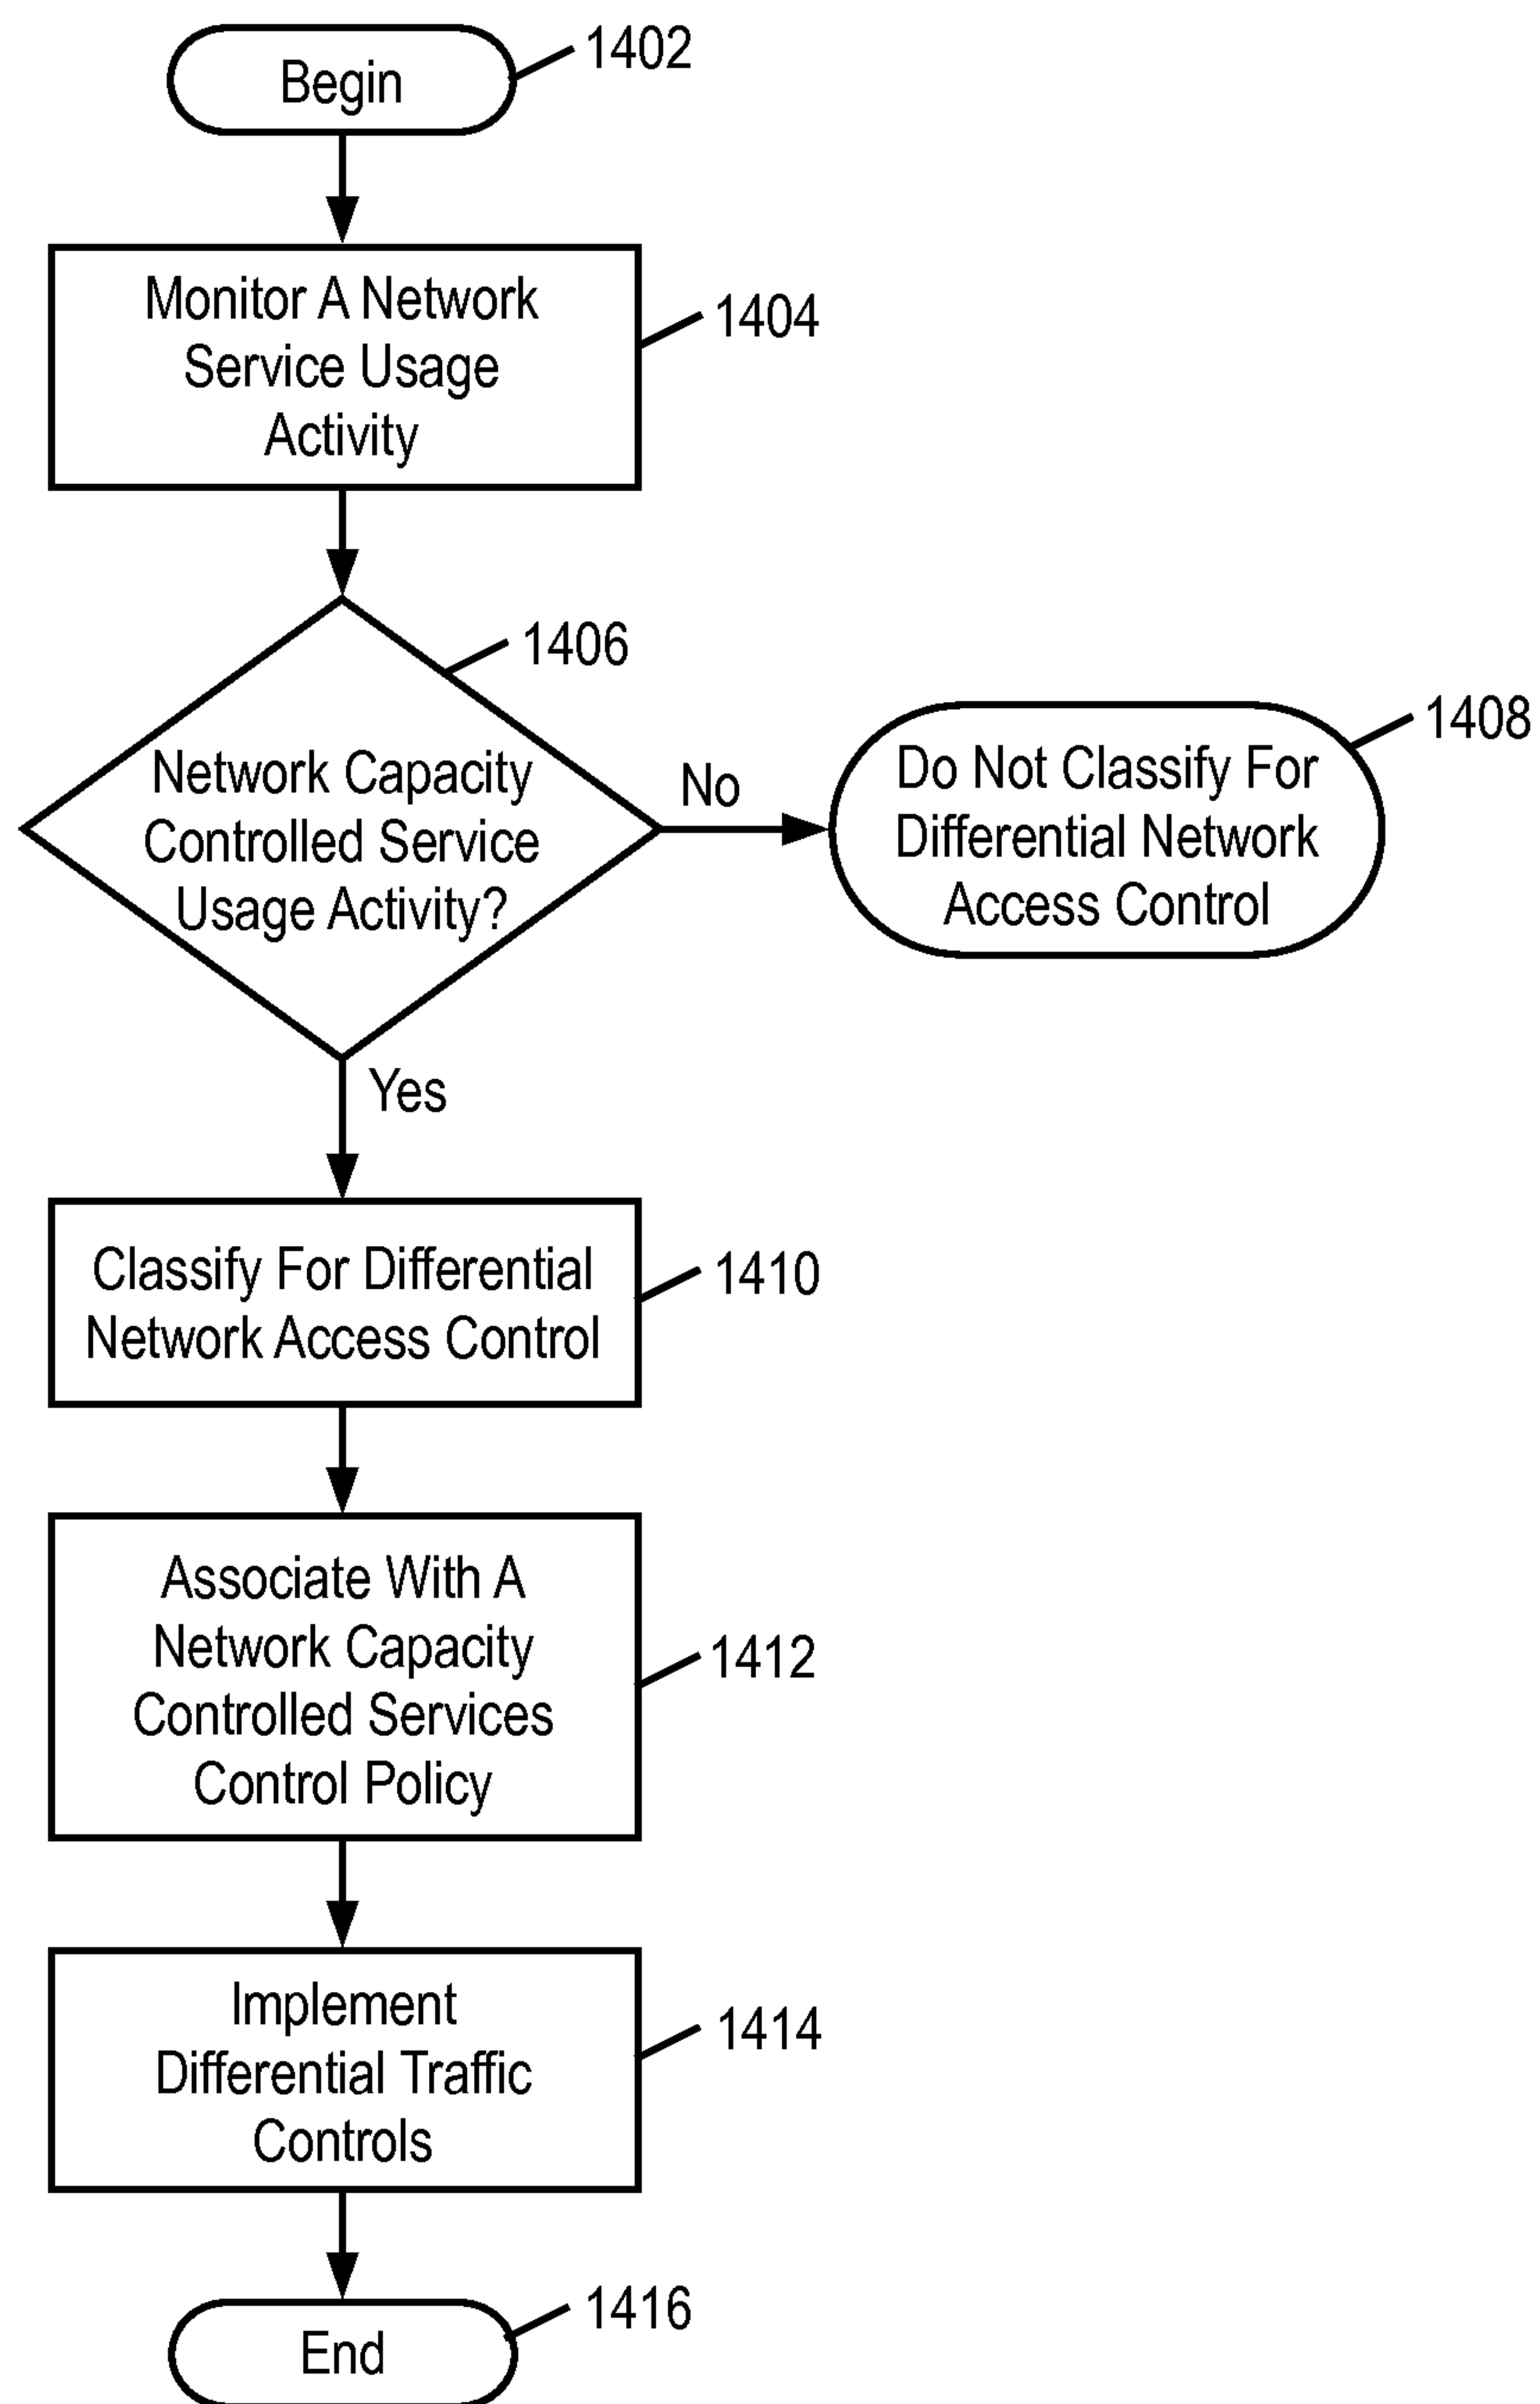 Begin
1402
Monitor A Network
Service Usage
Activity
1404
1406
Network Capacity
Controlled Service
Usage Activity?
No
Do Not Classify For
Differential Network
Access Control
1408
Yes
Classify For Differential
Network Access Control
1410
Associate With A
Network Capacity
Controlled Services
Control Policy
1412
Implement
Differential Traffic
Controls
1414
End
1416